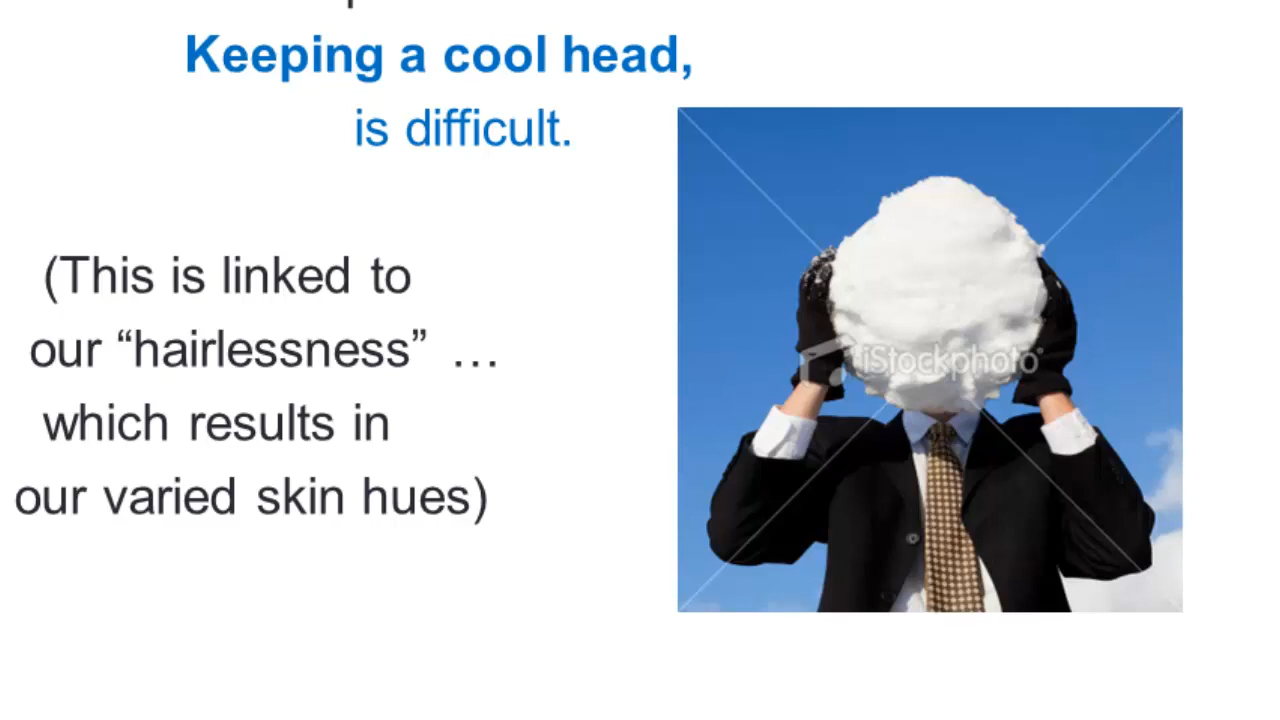 Keeping a cool head,
is difficult.
(This is linked to
our “hairlessness” …
which results in
our varied skin hues)
iStockphoto